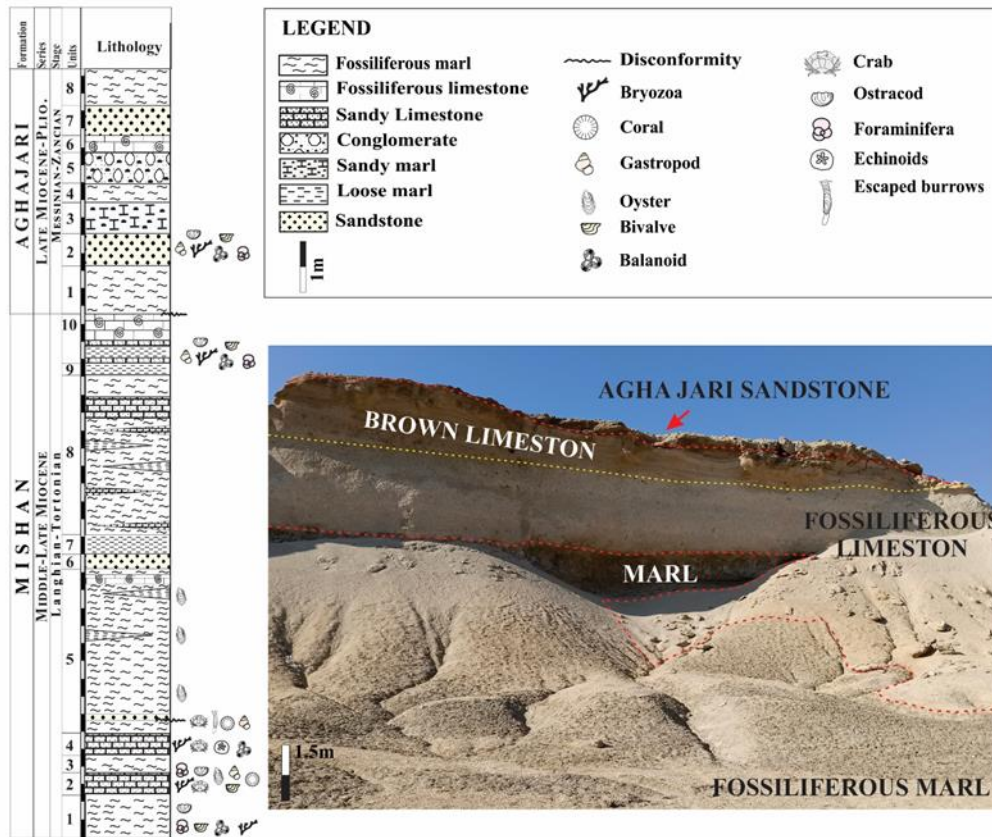 Formation
Series
Stage
Units
Lithology
AGHAJARI
LATE MIOCENE-PLIO.
MESSINIAN-ZANCIAN
8
7
6
5
4
3
2
1
MISHAN
MIDDLE-LATE MIOCENE
Langhian-Tortonian
10
9
8
7
6
5
4
3
2
1
LEGEND
Fossiliferous marl
Fossiliferous limestone
Sandy Limestone
Conglomerate
Sandy marl
Loose marl
Sandstone
1m
Disconformity
Bryozoa
Coral
Gastropod
Oyster
Bivalve
Balanoid
Crab
Ostracod
Foraminifera
Echinoids
Escaped burrows
AGHA JARI SANDSTONE
BROWN LIMESTON
FOSSILIFEROUS
LIMESTON
MARL
1.5m
FOSSILIFEROUS MARL